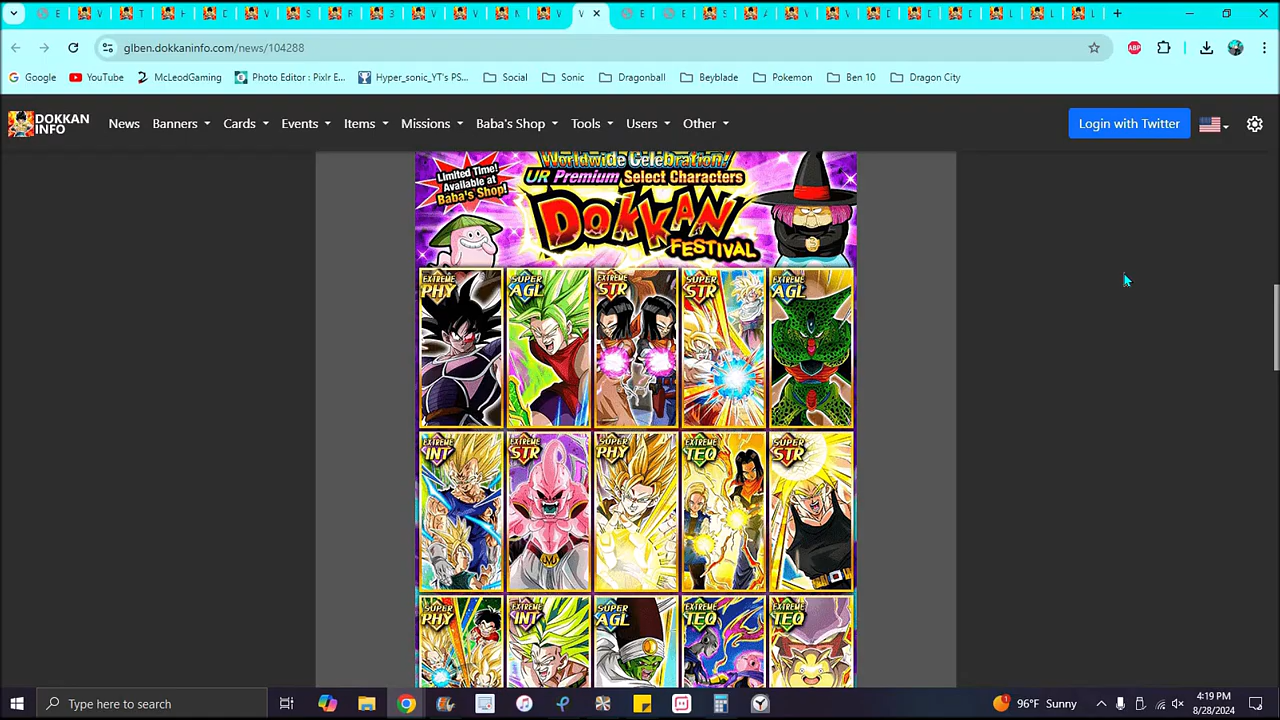 glben.dokkaninfo.com/news/104288
ABP
Google
YouTube
McLeodGaming
Photo Editor : Pixlr E...
Hyper_sonic_YT's PS...
Social
Sonic
Dragonball
Beyblade
Pokemon
Ben 10
Dragon City
DOKKAN
INFO
News
Banners
Cards
Events
Items
Missions
Baba's Shop
Tools
Users
Other
Login with Twitter
Worldwide Celebration!
Limited Time!
Available at
Baba's Shop!
UR Premium Select Characters
DOKKAN
FESTIVAL
EXTREME PHY
SUPER AGL
EXTREME STR
SUPER STR
EXTREME AGL
EXTREME INT
EXTREME STR
SUPER PHY
EXTREME TEQ
SUPER STR
SUPER PHY
EXTREME INT
SUPER AGL
EXTREME TEQ
EXTREME TEQ
Type here to search
96°F Sunny
4:19 PM
8/28/2024